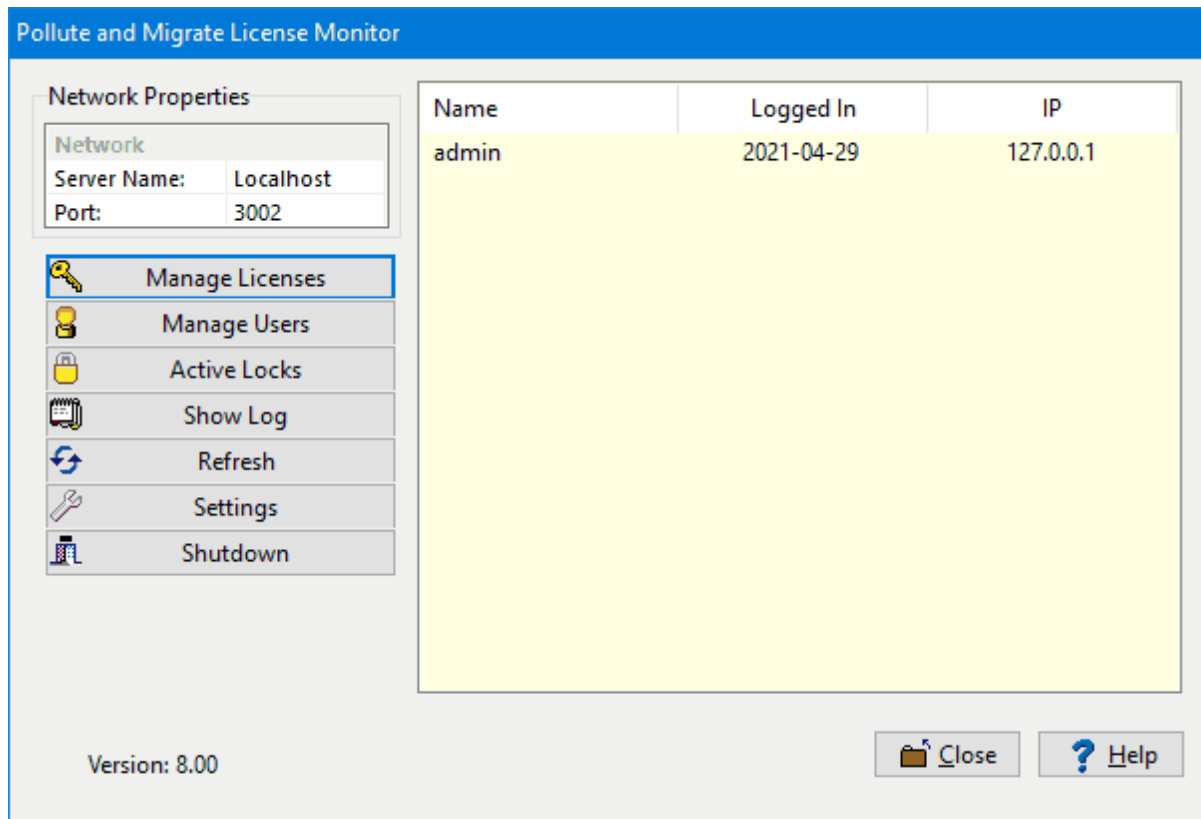 Pollute and Migrate License Monitor
Network Properties
Network
Server Name: Localhost
Port: 3002
Manage Licenses
Manage Users
Active Locks
Show Log
Refresh
Settings
Shutdown
Name Logged In IP
admin 2021-04-29 127.0.0.1
Version: 8.00
Close
Help